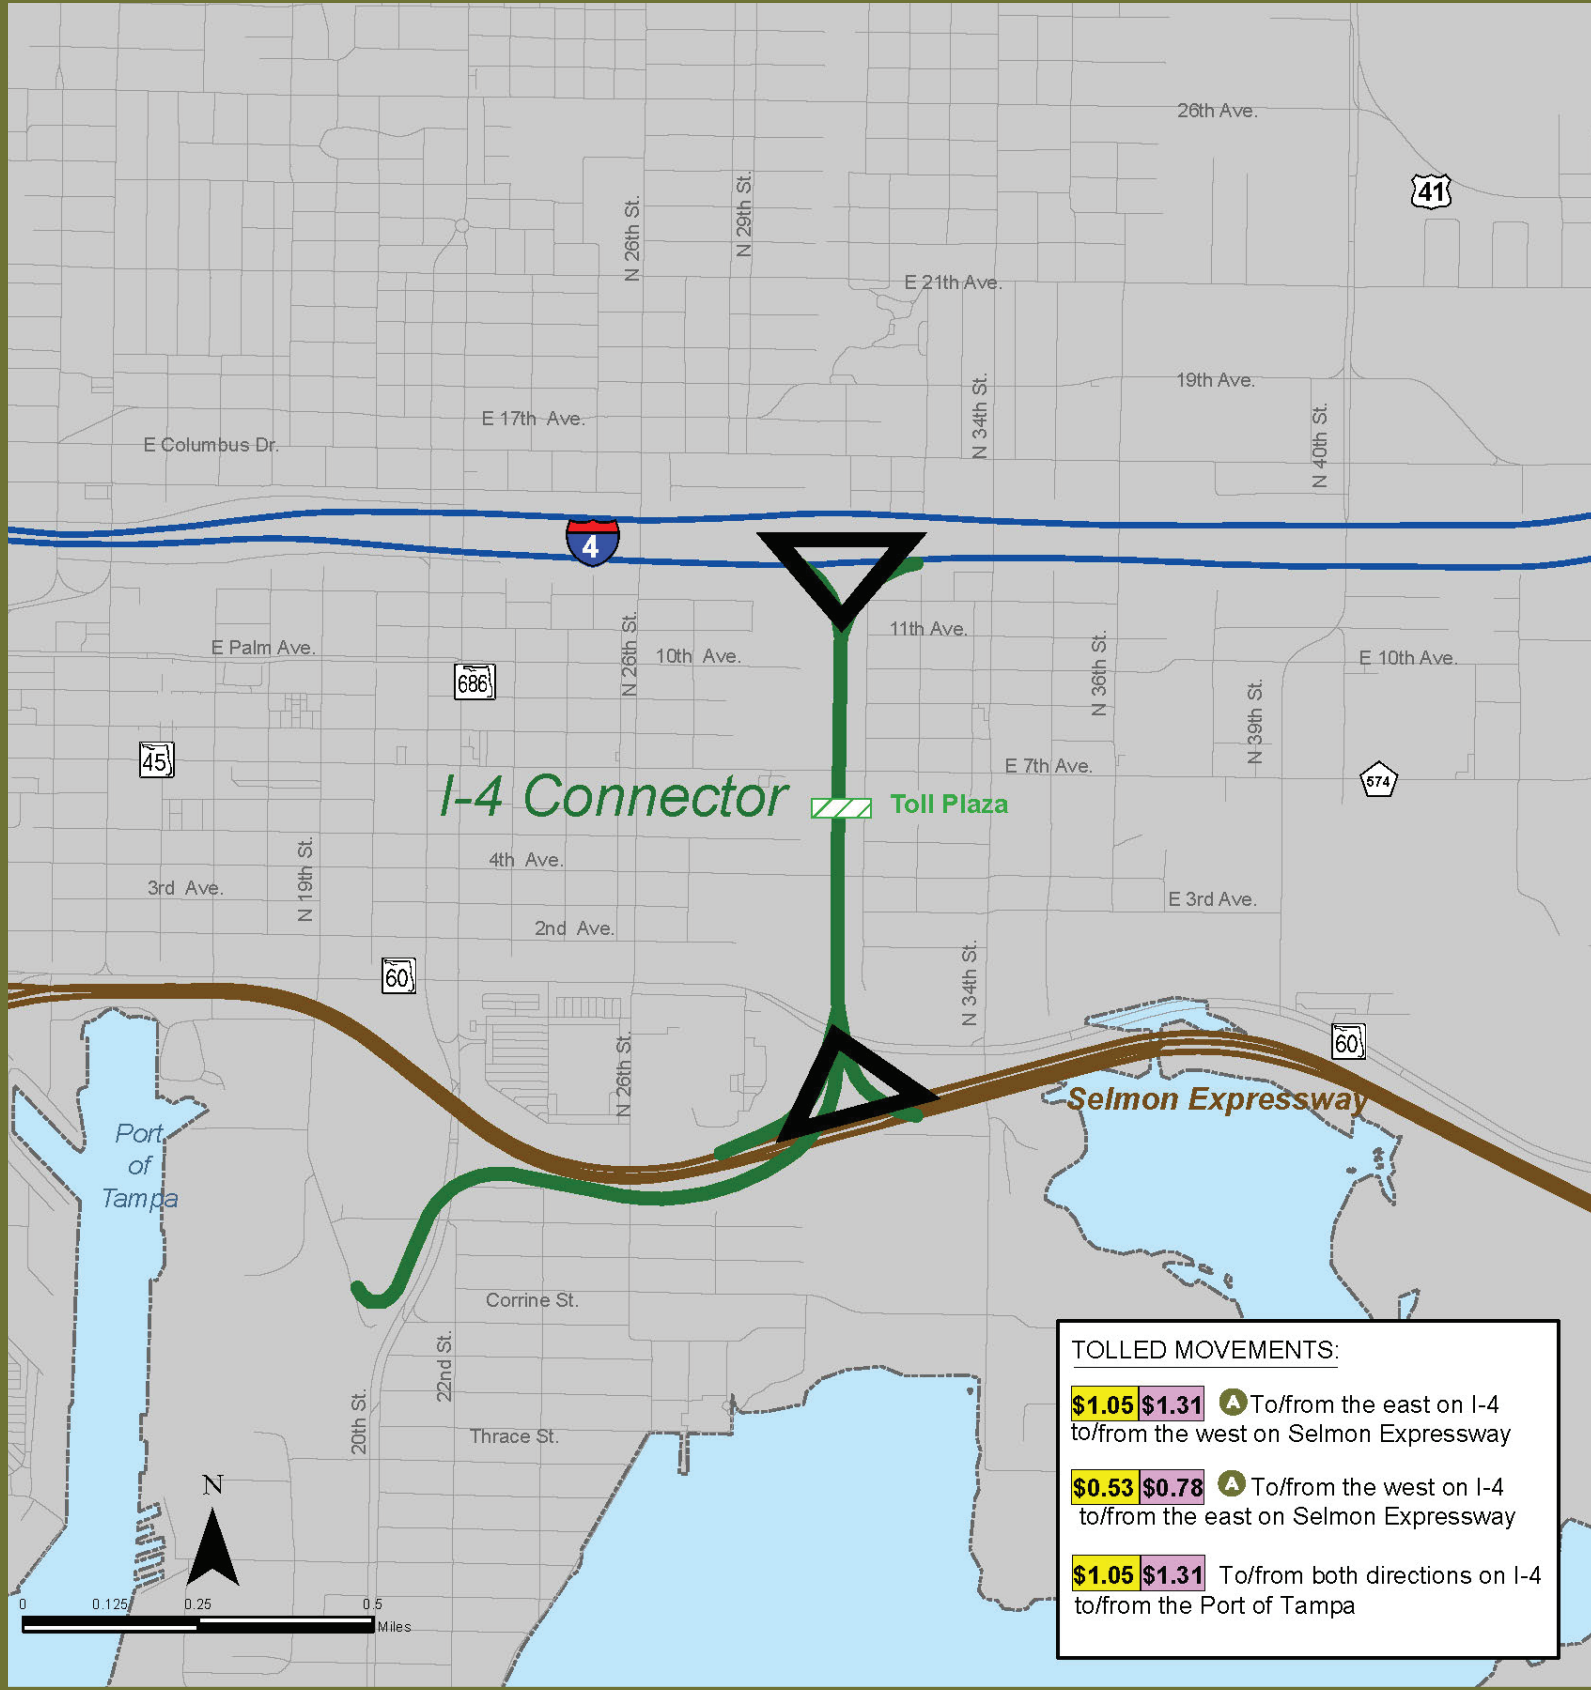 26th Ave.
41
N 26th St.
N 29th St.
E 21th Ave.
19th Ave.
N 34th St.
N 40th St.
E 17th Ave.
E Columbus Dr.
4
11th Ave.
E Palm Ave.
10th Ave.
N 26th St.
N 36th St.
E 10th Ave.
686
N 39th St.
45
E 7th Ave.
574
I-4 Connector
Toll Plaza
N 19th St.
4th Ave.
3rd Ave.
E 3rd Ave.
2nd Ave.
60
N 34th St.
60
N 26th St.
Selmon Expressway
Port
of
Tampa
Corrine St.
22nd St.
20th St.
Thrace St.
N
0 0.125 0.25 0.5
Miles
TOLLED MOVEMENTS:
$1.05 $1.31 A To/from the east on I-4
to/from the west on Selmon Expressway
$0.53 $0.78 A To/from the west on I-4
to/from the east on Selmon Expressway
$1.05 $1.31 To/from both directions on I-4
to/from the Port of Tampa